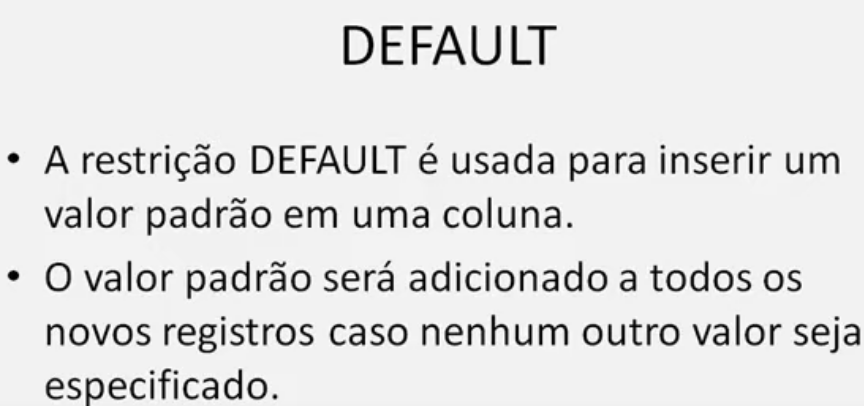 DEFAULT
• A restrição DEFAULT é usada para inserir um
valor padrão em uma coluna.
• O valor padrão será adicionado a todos os
novos registros caso nenhum outro valor seja
especificado.